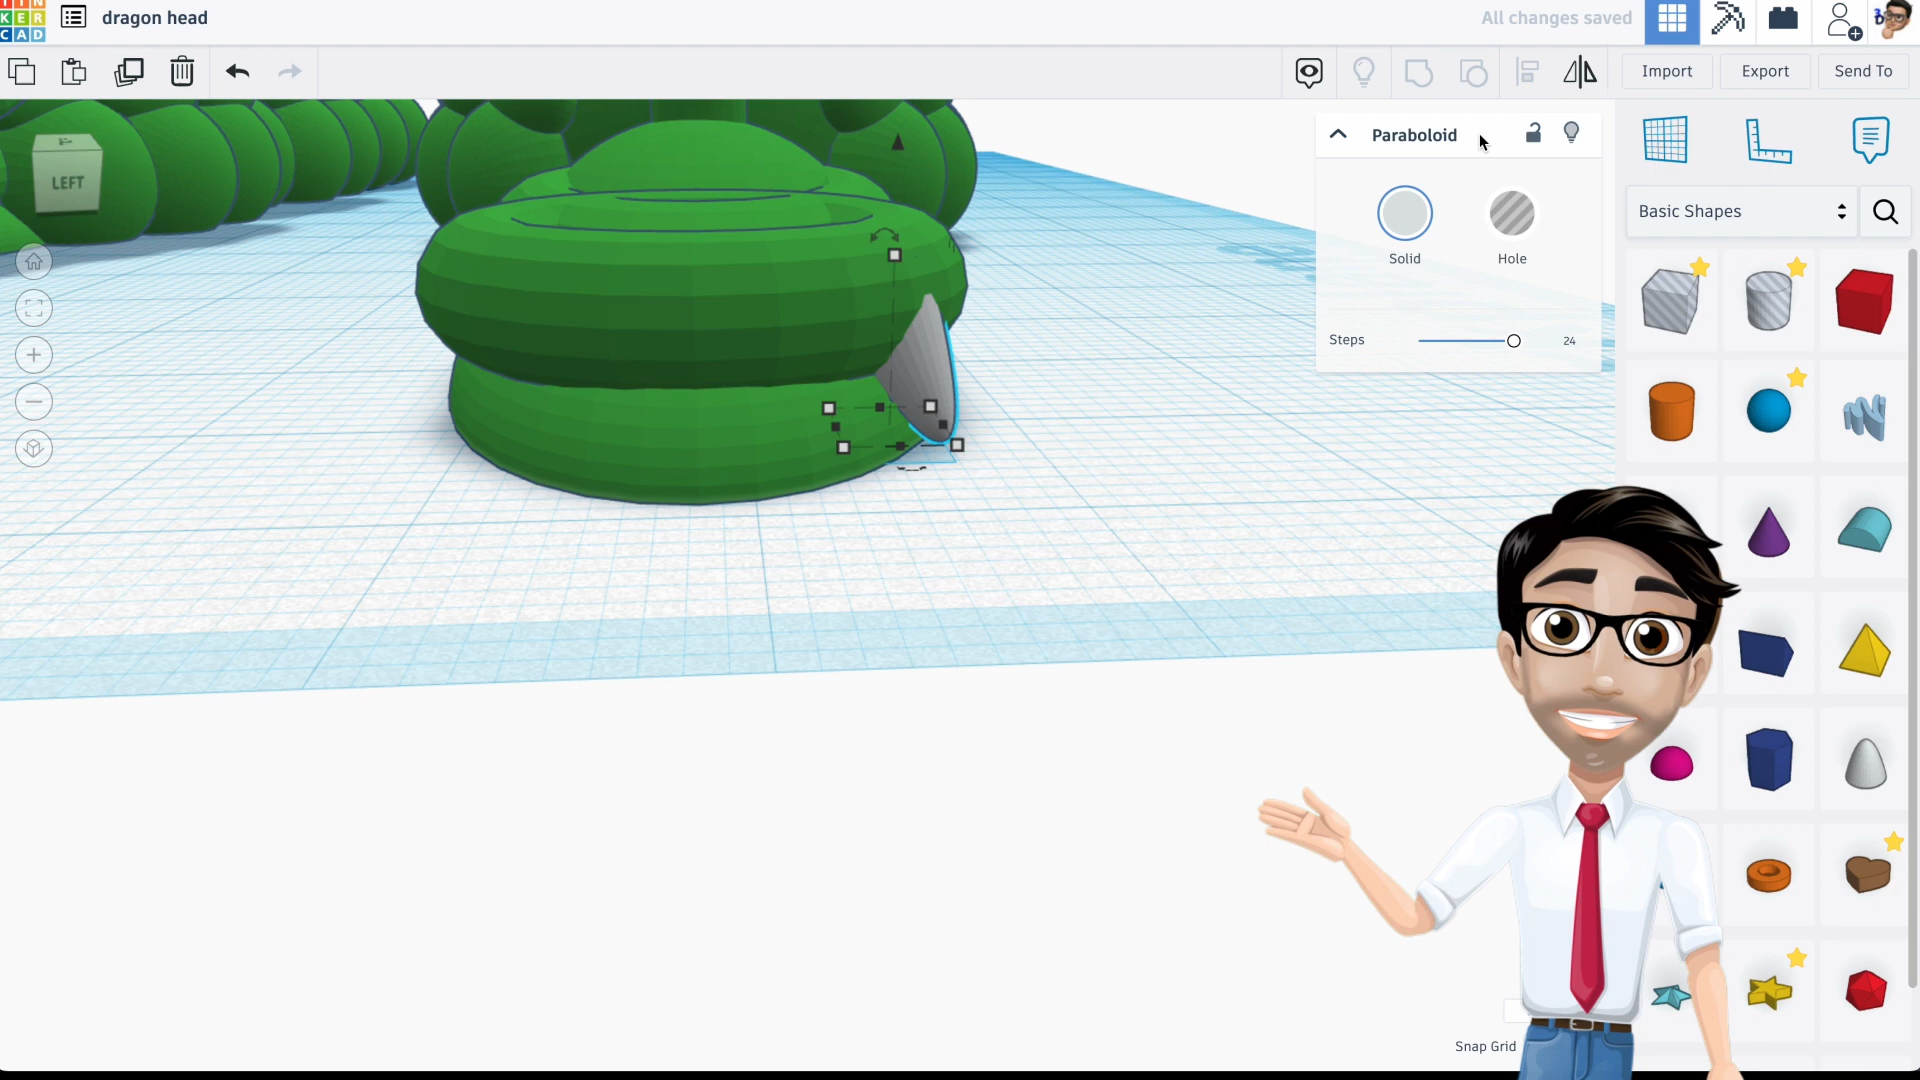 TIN
KER
CAD
dragon head
All changes saved
Import
Export
Send To
LEFT
Paraboloid
Solid
Hole
Steps
24
Basic Shapes
Snap Grid